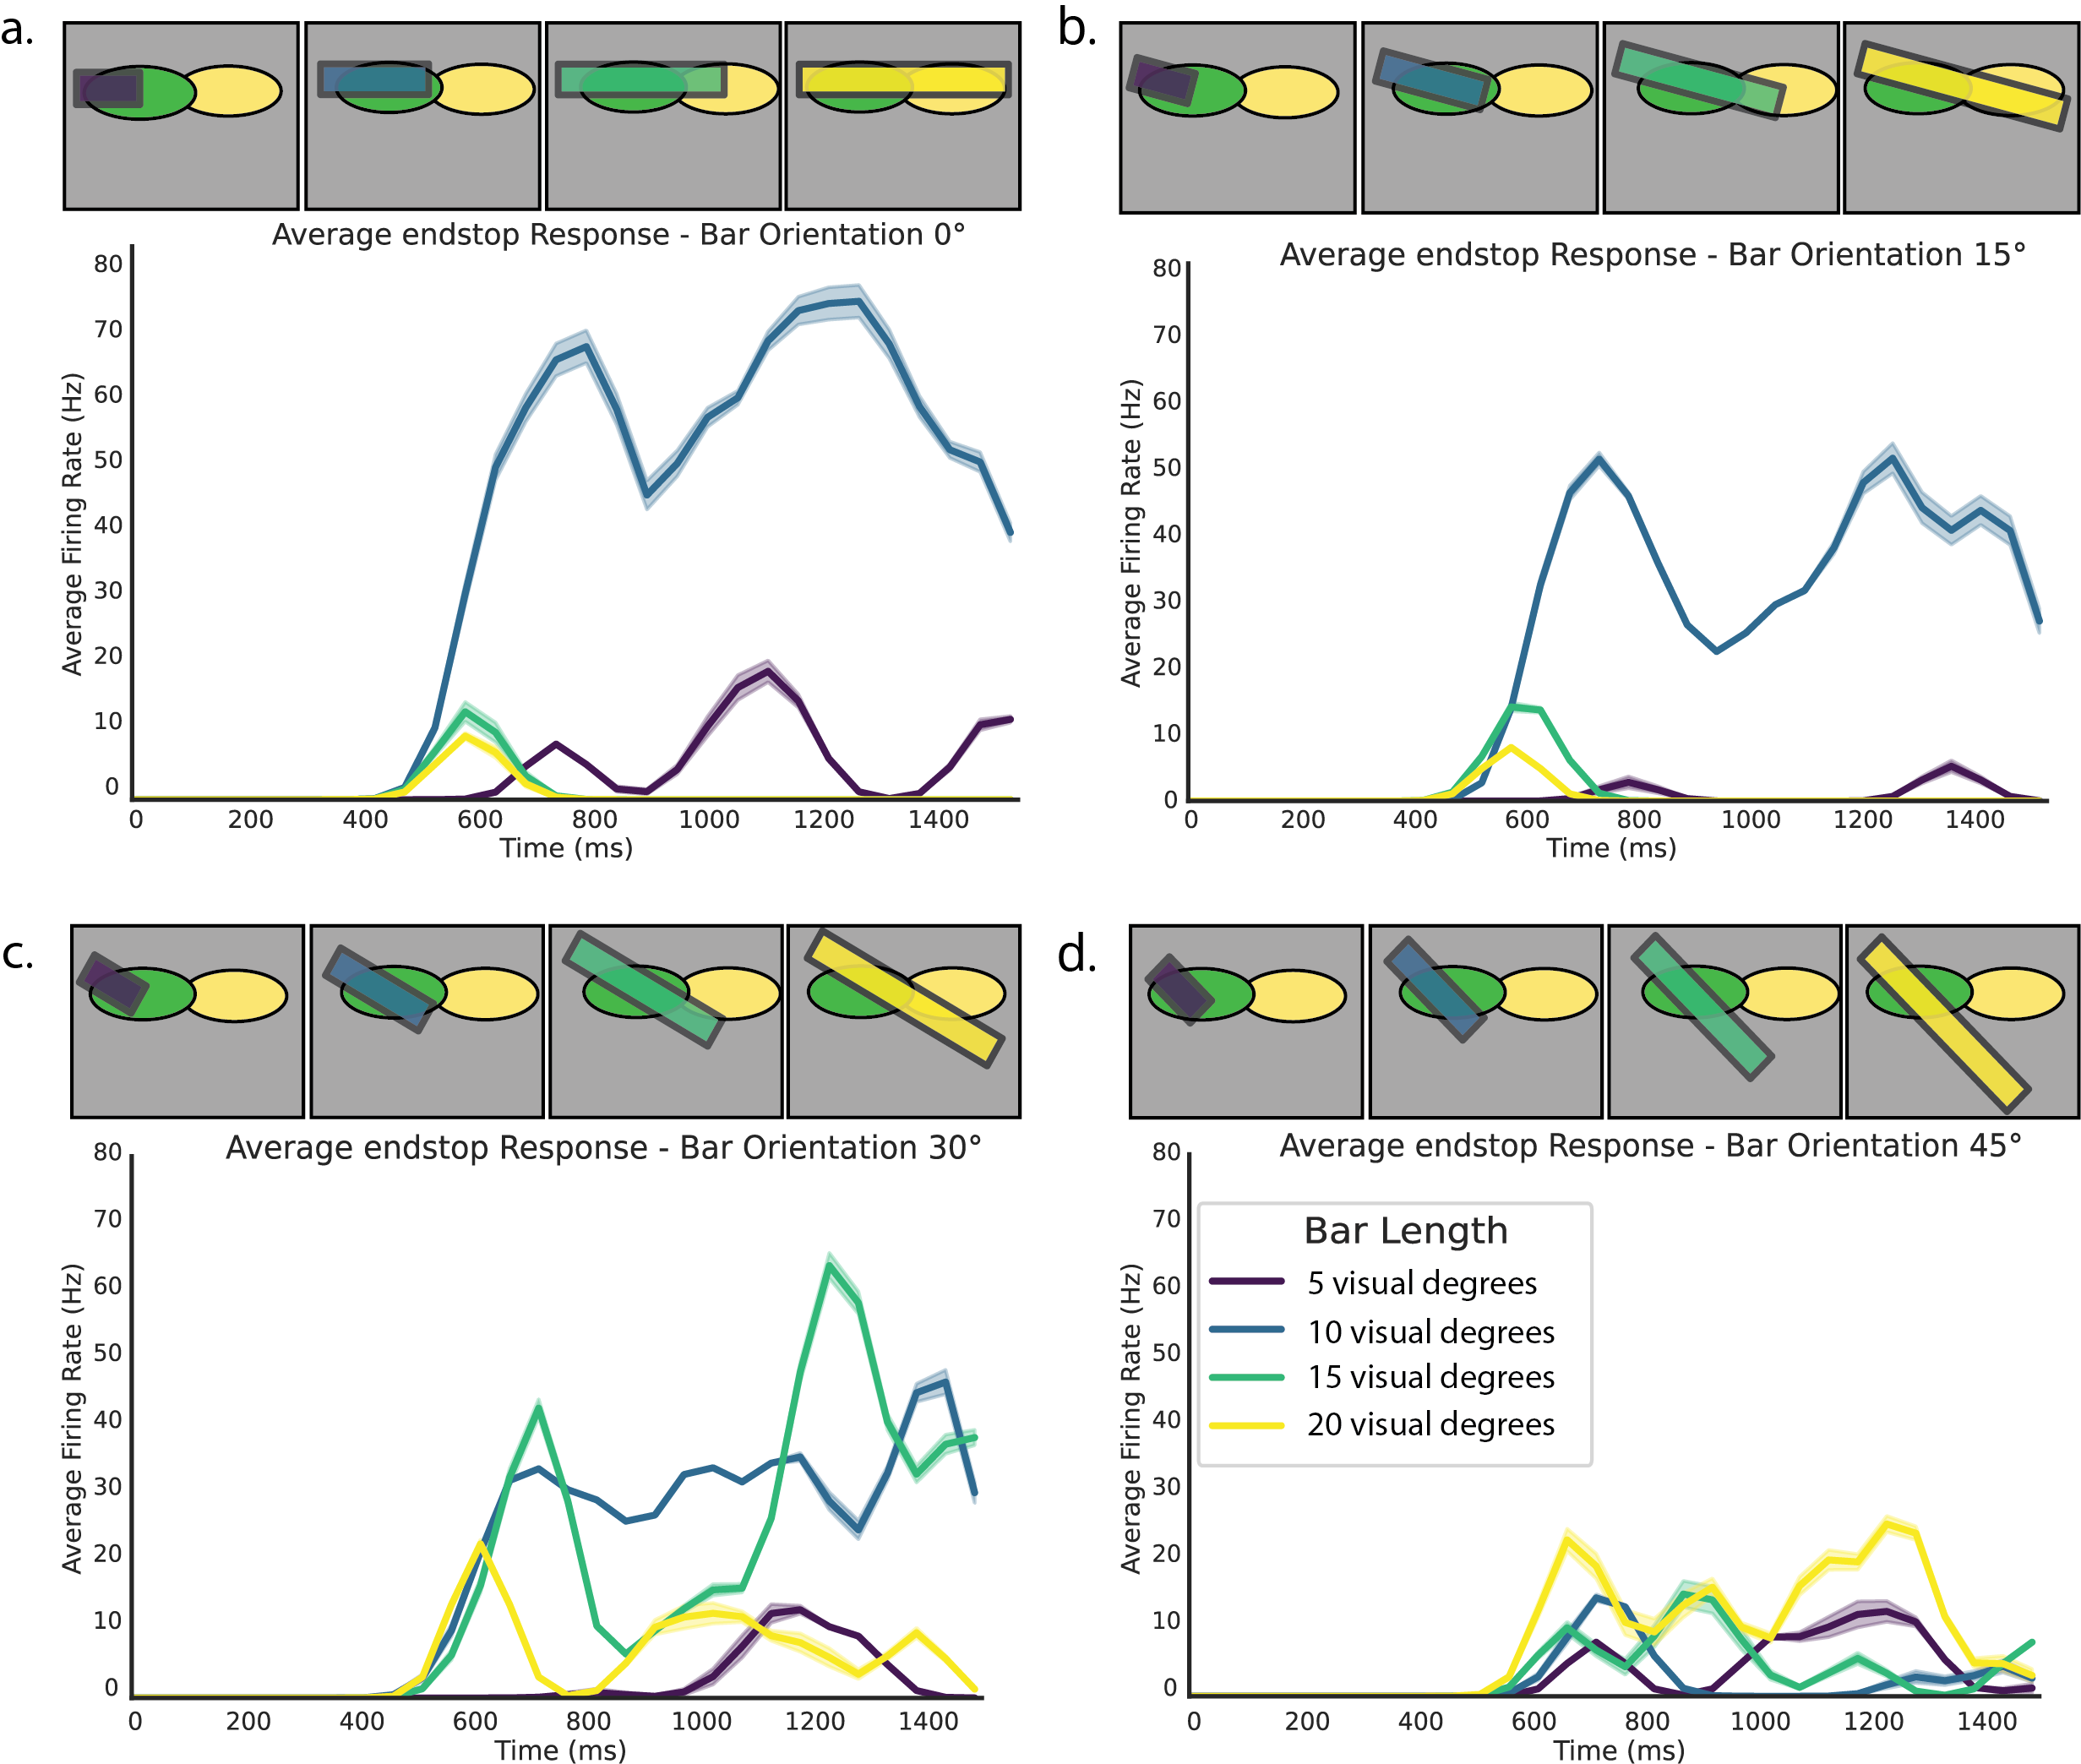 a.
Average endstop Response - Bar Orientation 0°
80
70
60
50
40
30
20
10
0
Average Firing Rate (Hz)
0 200 400 600 800 1000 1200 1400
Time (ms)
b.
Average endstop Response - Bar Orientation 15°
80
70
60
50
40
30
20
10
0
Average Firing Rate (Hz)
0 200 400 600 800 1000 1200 1400
Time (ms)
c.
Average endstop Response - Bar Orientation 30°
80
70
60
50
40
30
20
10
0
Average Firing Rate (Hz)
0 200 400 600 800 1000 1200 1400
Time (ms)
d.
Average endstop Response - Bar Orientation 45°
80
70
60
50
40
30
20
10
0
Average Firing Rate (Hz)
Bar Length
5 visual degrees
10 visual degrees
15 visual degrees
20 visual degrees
0 200 400 600 800 1000 1200 1400
Time (ms)